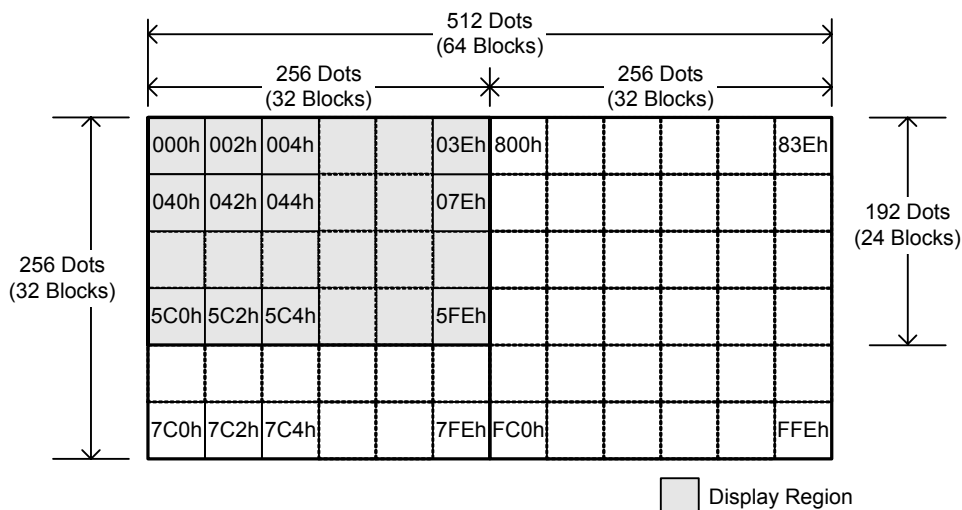 512 Dots
(64 Blocks)
256 Dots
(32 Blocks)
256 Dots
(32 Blocks)
000h 002h 004h 03Eh 800h 83Eh
040h 042h 044h 07Eh
192 Dots
(24 Blocks)
256 Dots
(32 Blocks)
5C0h 5C2h 5C4h 5FEh
7C0h 7C2h 7C4h 7FEh FC0h FFEh
Display Region